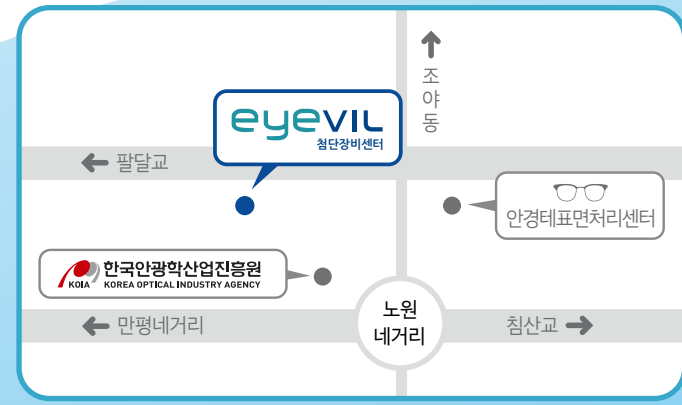 조야동
eyevil
첨단장비센터
팔달교
안경테표면처리센터
KOIA
한국안광학산업진흥원
KOREA OPTICAL INDUSTRY AGENCY
노원
네거리
만평네거리
침산교